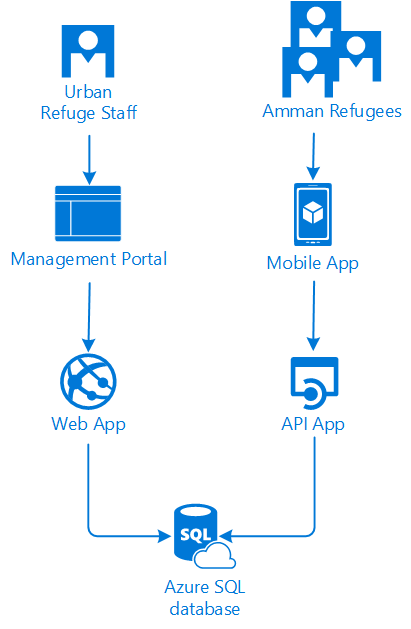 Urban
Refuge Staff
Amman Refugees
Management Portal
Mobile App
Web App
API App
SQL
Azure SQL
database